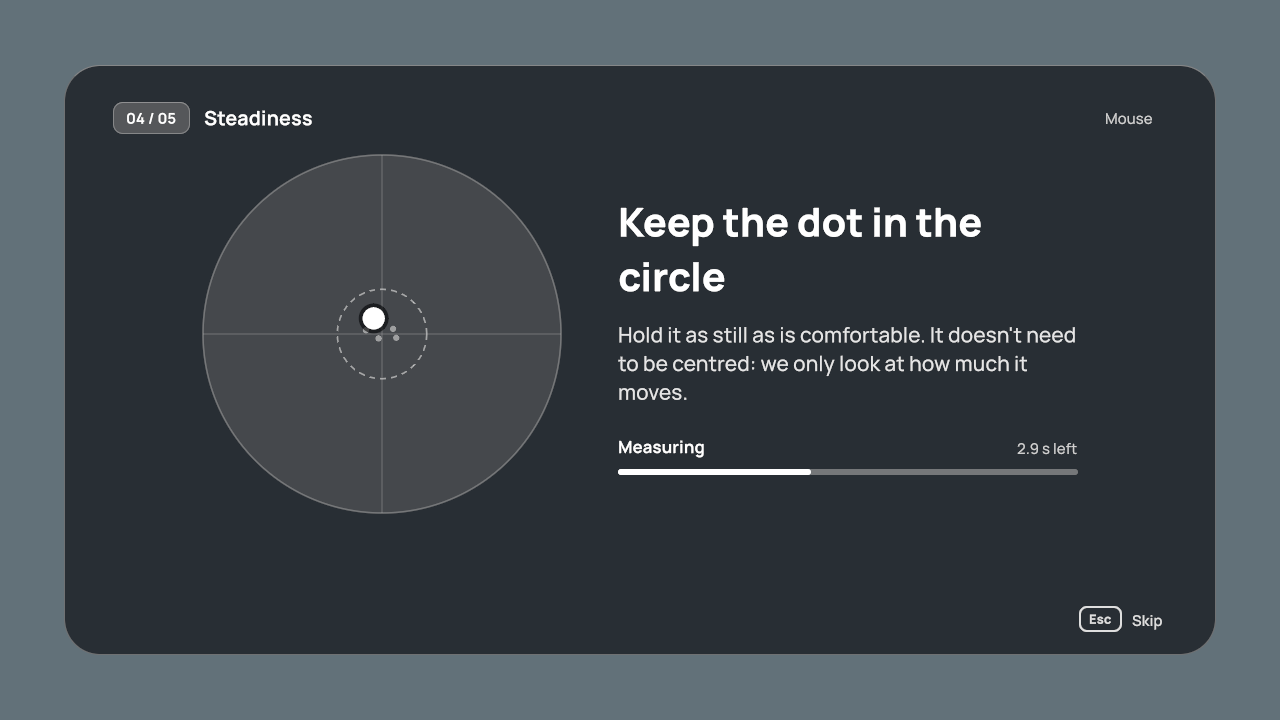 04 / 05
Steadiness
Mouse
Keep the dot in the
circle
Hold it as still as is comfortable. It doesn't need
to be centred: we only look at how much it
moves.
Measuring
2.9 s left
Esc
Skip